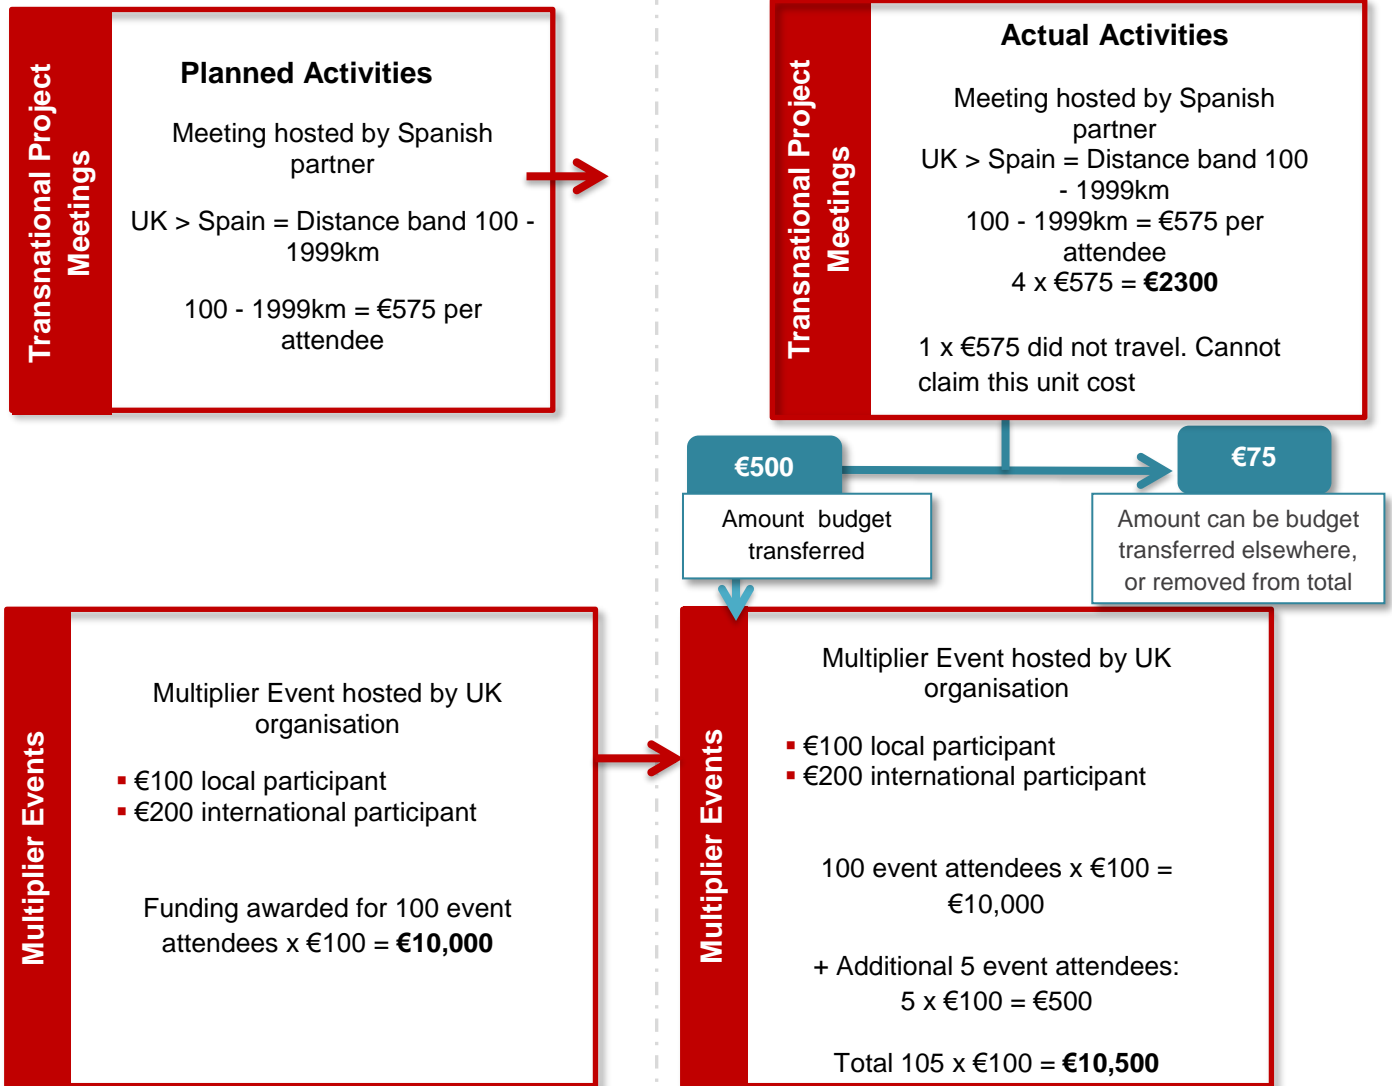 Transnational Project
Meetings
Planned Activities
Meeting hosted by Spanish
partner
UK > Spain = Distance band 100 -
1999km
100 - 1999km = €575 per
attendee
Transnational Project
Meetings
Actual Activities
Meeting hosted by Spanish
partner
UK > Spain = Distance band 100
- 1999km
100 - 1999km = €575 per
attendee
4 x €575 = €2300
1 x €575 did not travel. Cannot
claim this unit cost
€500
Amount budget
transferred
€75
Amount can be budget
transferred elsewhere,
or removed from total
Multiplier Events
Multiplier Event hosted by UK
organisation
▪ €100 local participant
▪ €200 international participant
Funding awarded for 100 event
attendees x €100 = €10,000
Multiplier Events
Multiplier Event hosted by UK
organisation
▪ €100 local participant
▪ €200 international participant
100 event attendees x €100 =
€10,000
+ Additional 5 event attendees:
5 x €100 = €500
Total 105 x €100 = €10,500